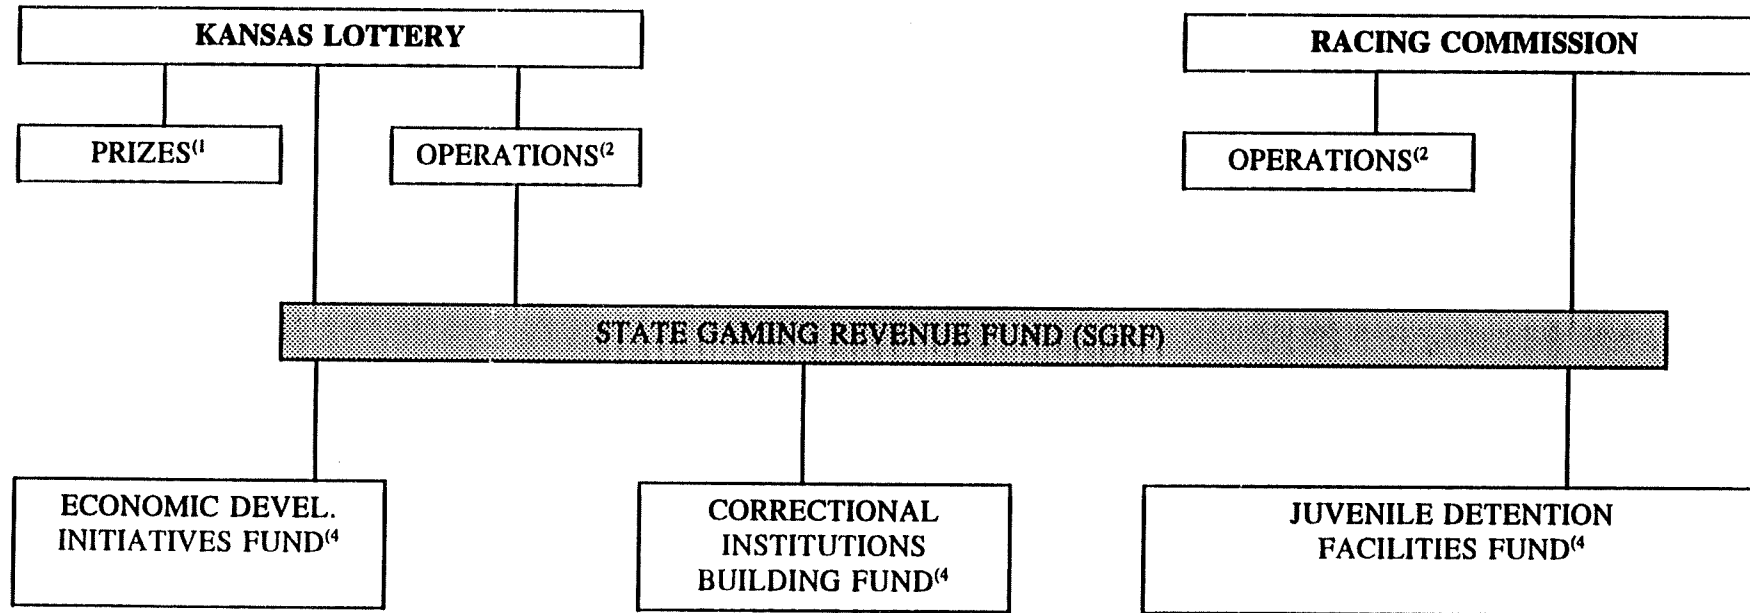 KANSAS LOTTERY
RACING COMMISSION
PRIZES(1
OPERATIONS(2
OPERATIONS(2
STATE GAMING REVENUE FUND (SGRF)
ECONOMIC DEVEL.
INITIATIVES FUND(4
CORRECTIONAL
INSTITUTIONS
BUILDING FUND(4
JUVENILE DETENTION
FACILITIES FUND(4